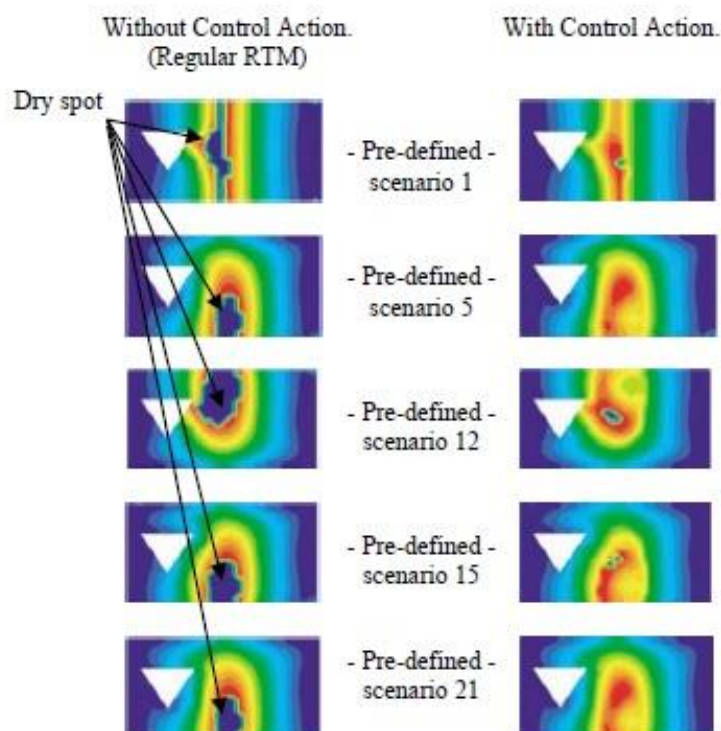 Without Control Action.
(Regular RTM)
With Control Action.
Dry spot
- Pre-defined -
scenario 1
- Pre-defined -
scenario 5
- Pre-defined -
scenario 12
- Pre-defined -
scenario 15
- Pre-defined -
scenario 21